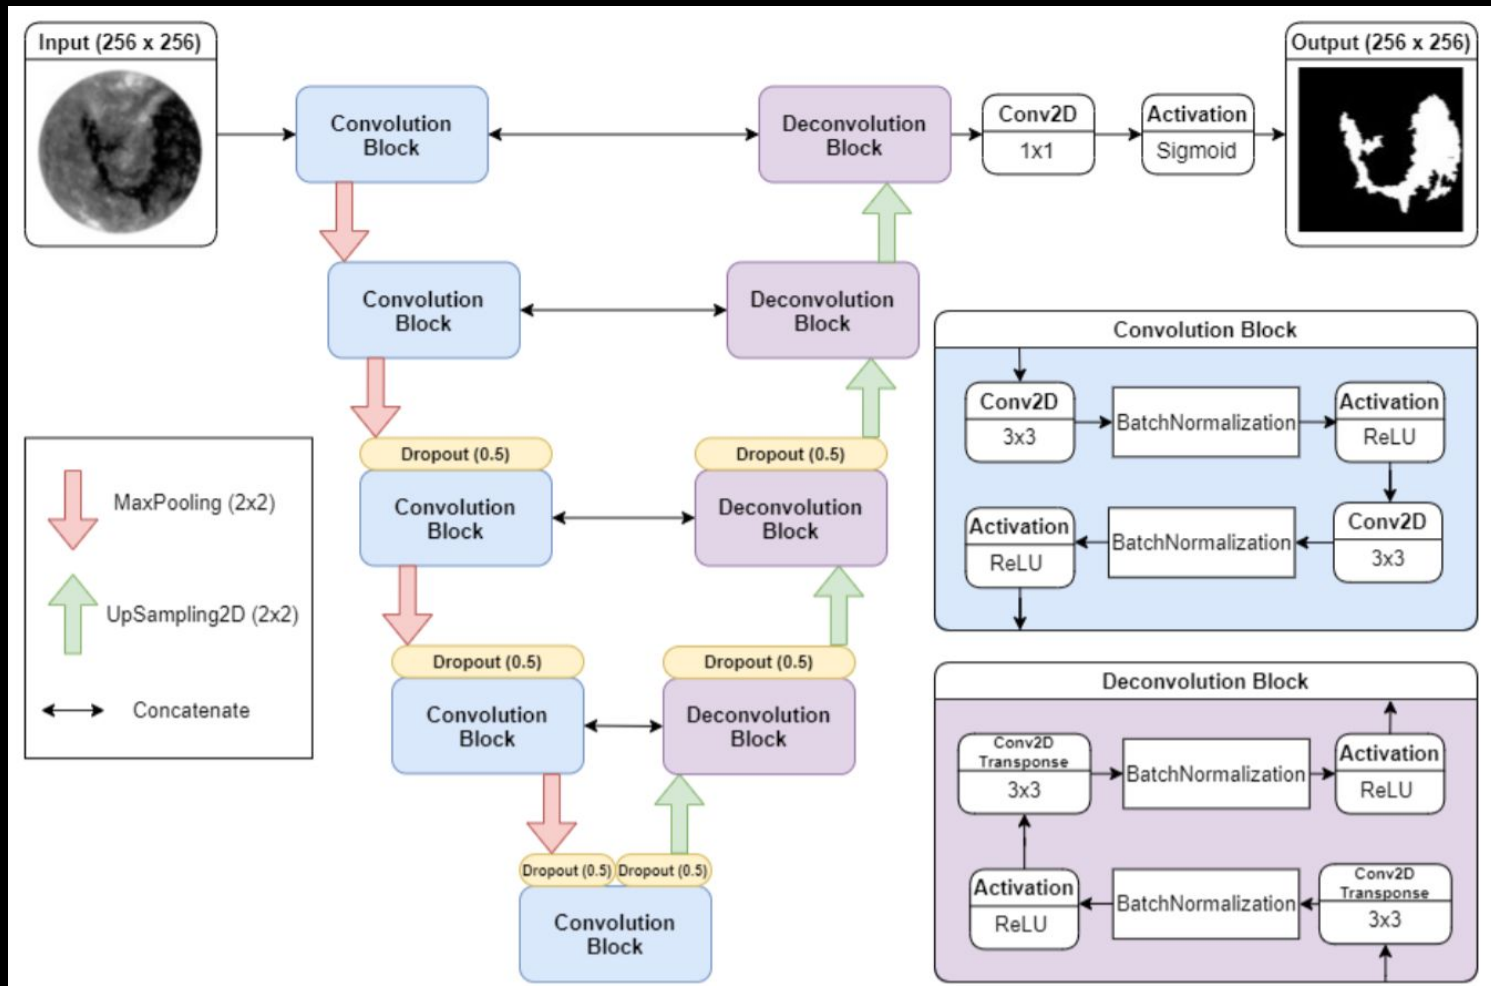 Input (256 x 256)
Output (256 x 256)
Convolution
Block
Deconvolution
Block
Conv2D
1x1
Activation
Sigmoid
Convolution
Block
Deconvolution
Block
Dropout (0.5)
Dropout (0.5)
Convolution
Block
Deconvolution
Block
Dropout (0.5)
Dropout (0.5)
Convolution
Block
Deconvolution
Block
Dropout (0.5)
Dropout (0.5)
Convolution
Block
MaxPooling (2x2)
UpSampling2D (2x2)
Concatenate
Convolution Block
Conv2D
3x3
BatchNormalization
Activation
ReLU
Conv2D
3x3
BatchNormalization
Activation
ReLU
Deconvolution Block
Conv2D
Transponse
3x3
BatchNormalization
Activation
ReLU
Activation
ReLU
BatchNormalization
Conv2D
Transponse
3x3